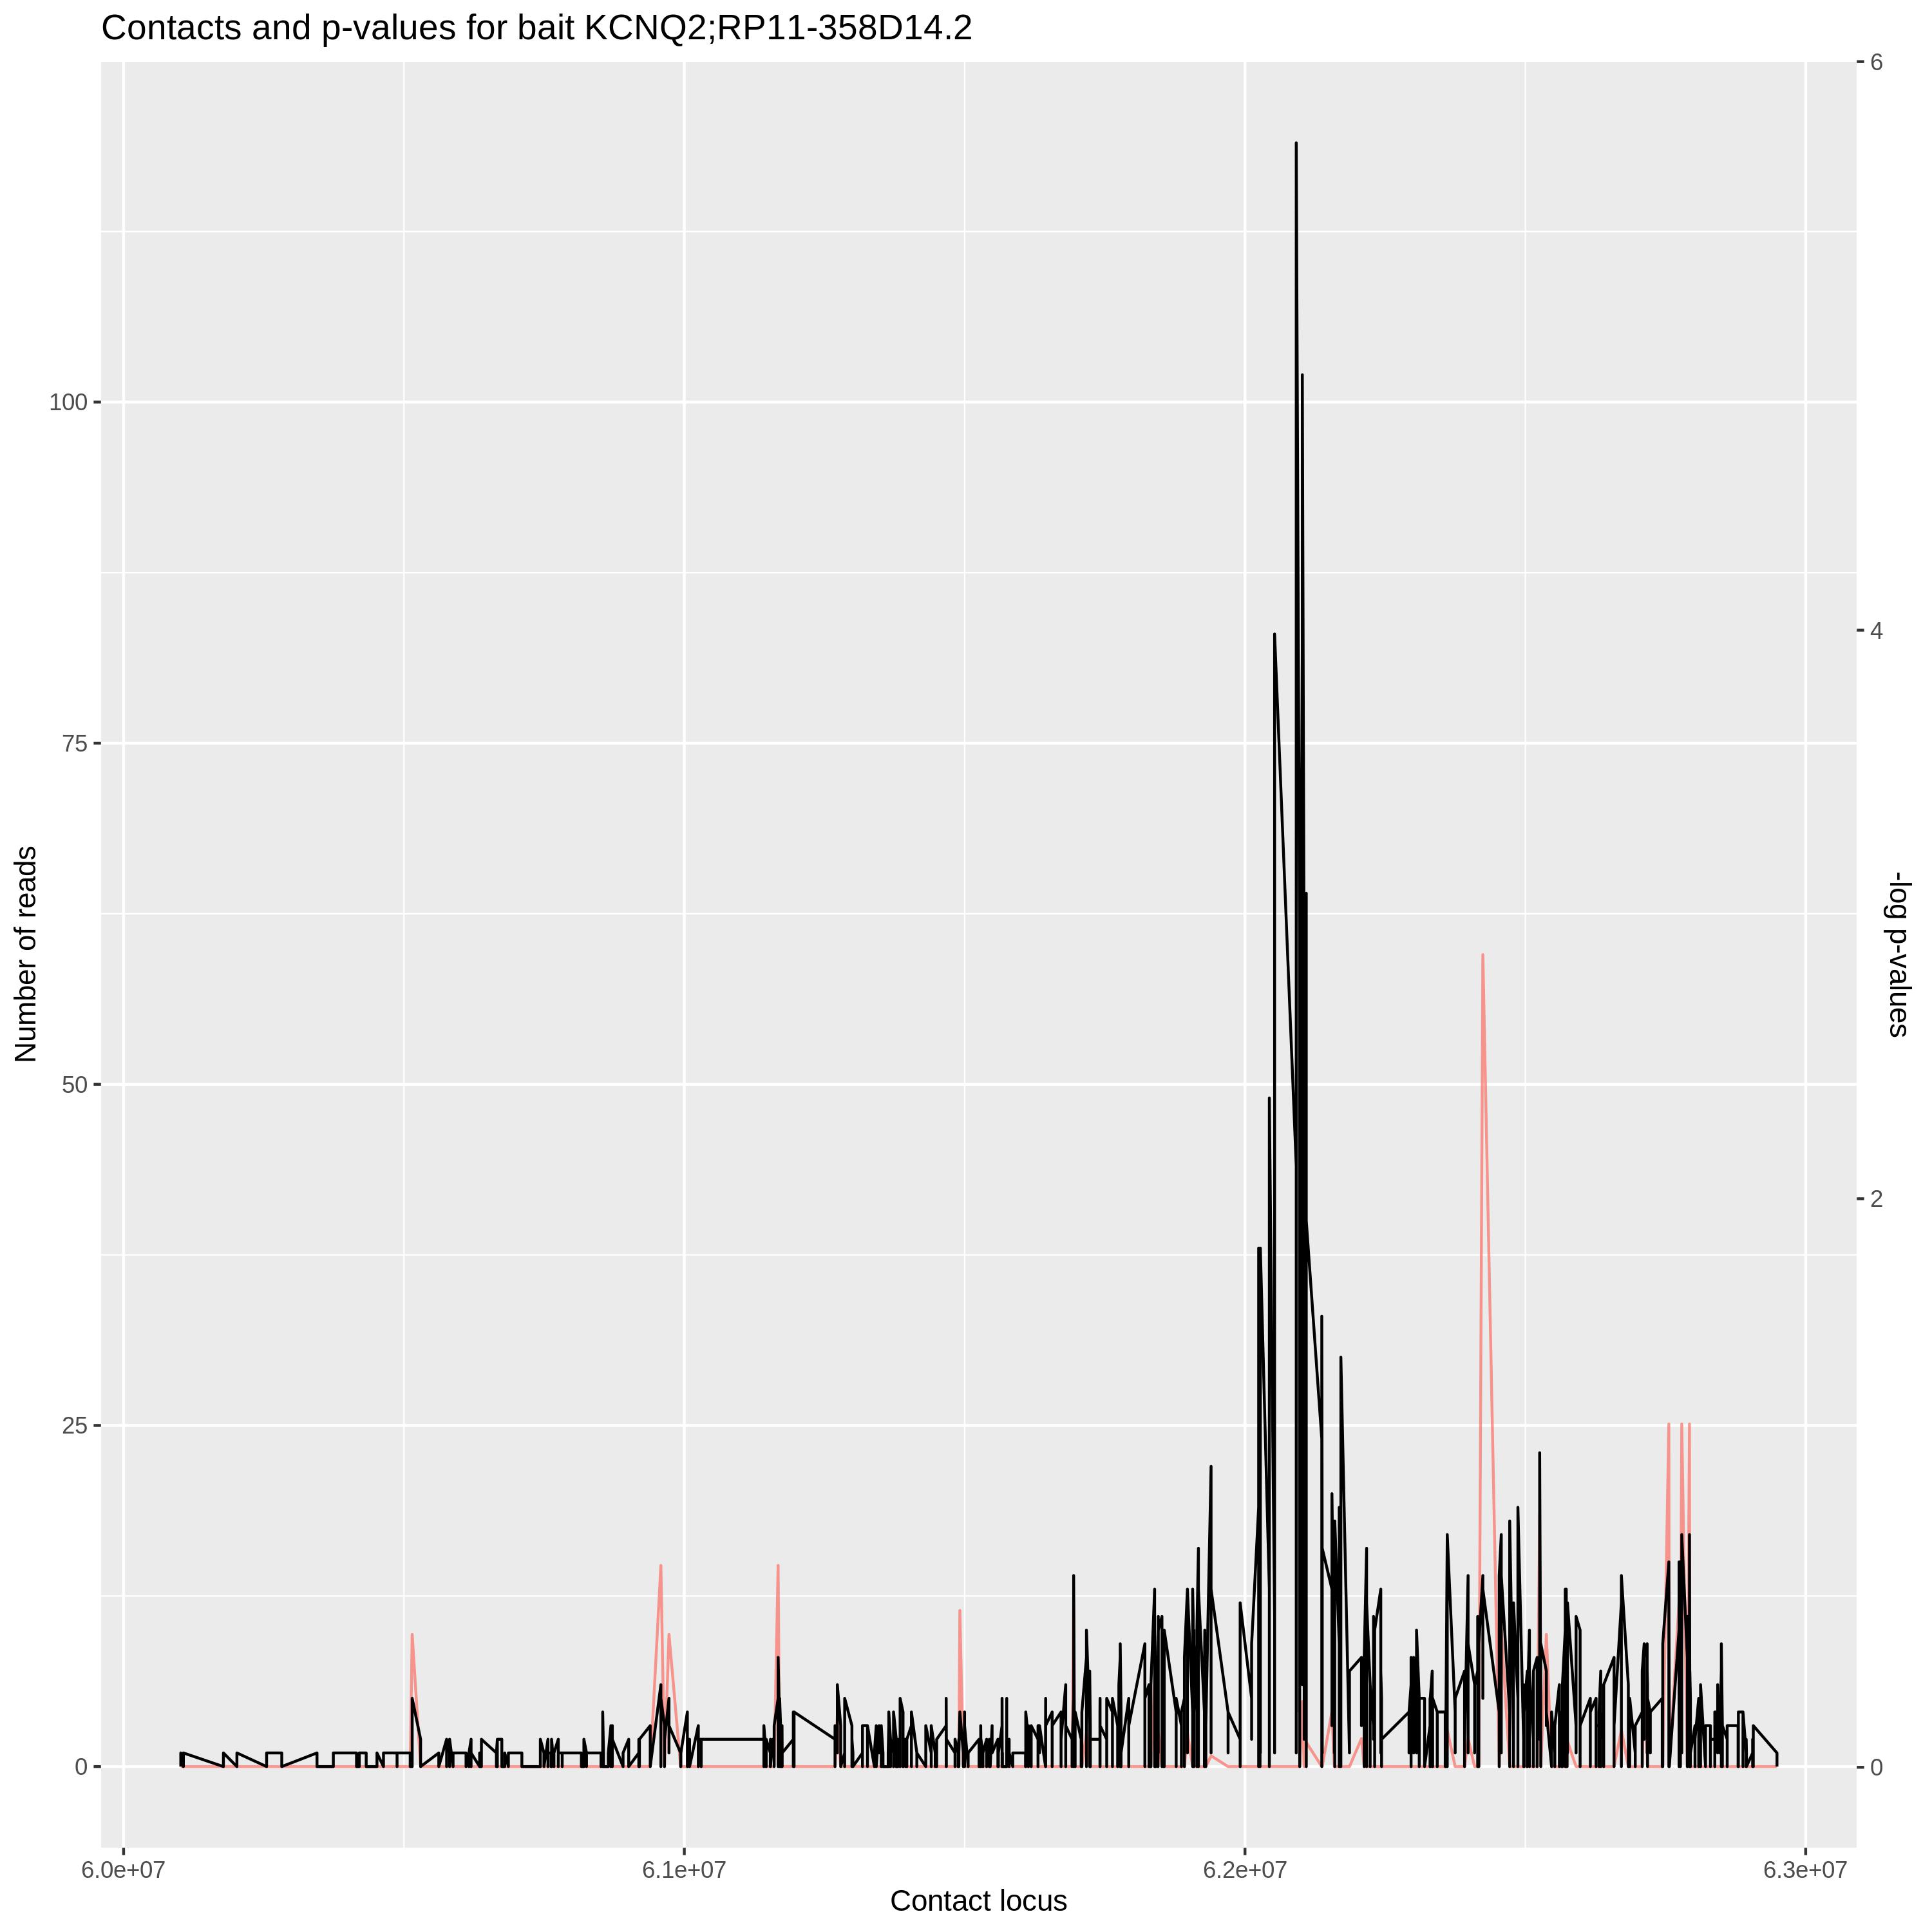 Contacts and p-values for bait KCNQ2;RP11-358D14.2
6
100
4
75
Number of reads
-log p-values
50
2
25
0
0
6.0e+07
6.1e+07
6.2e+07
6.3e+07
Contact locus